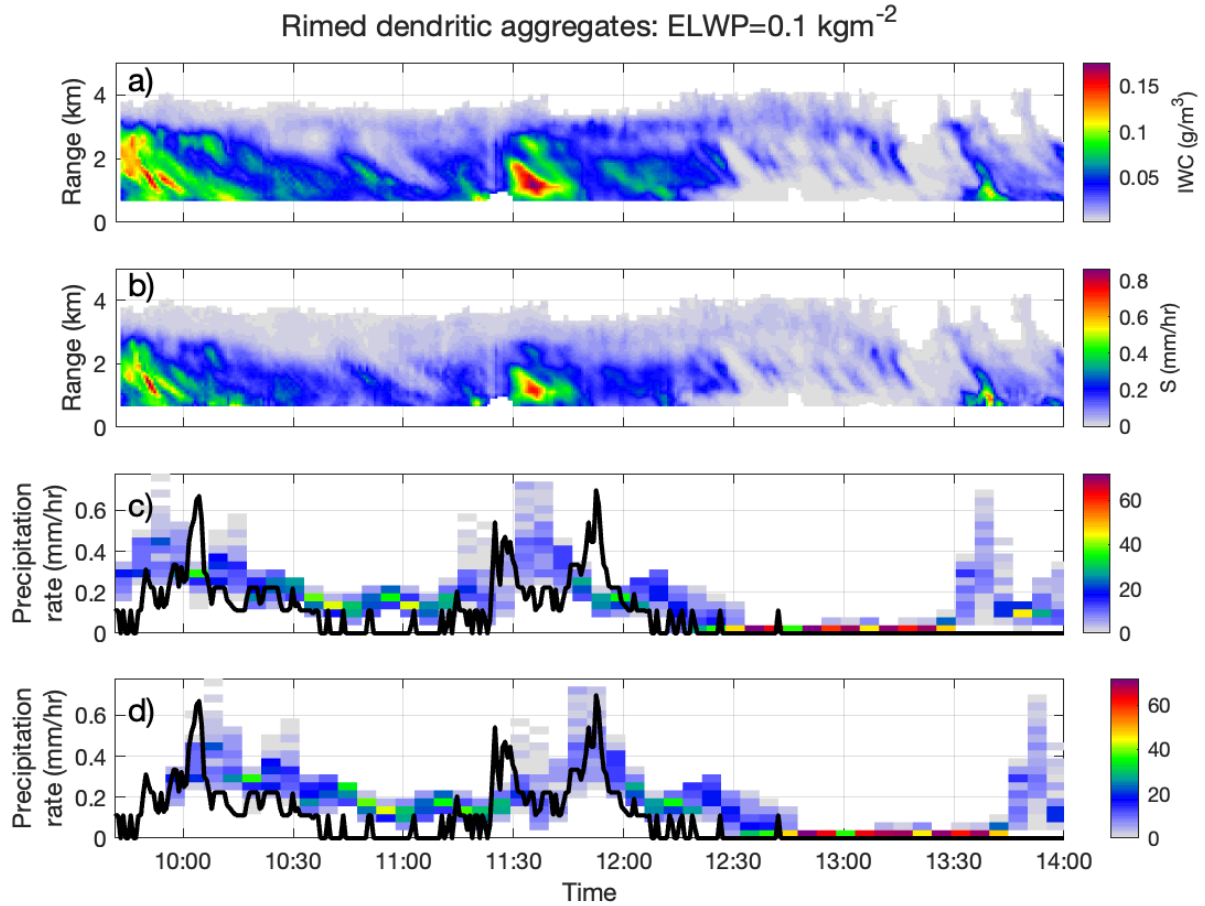 Rimed dendritic aggregates: ELWP=0.1 kgm⁻²
a)
Range (km)
4
2
0
0.15
0.1
0.05
IWC (g/m³)
b)
Range (km)
4
2
0
0.8
0.6
0.4
0.2
0
S (mm/hr)
c)
Precipitation
rate (mm/hr)
0.6
0.4
0.2
0
60
40
20
0
d)
Precipitation
rate (mm/hr)
0.6
0.4
0.2
0
60
40
20
0
10:00 10:30 11:00 11:30 12:00 12:30 13:00 13:30 14:00
Time